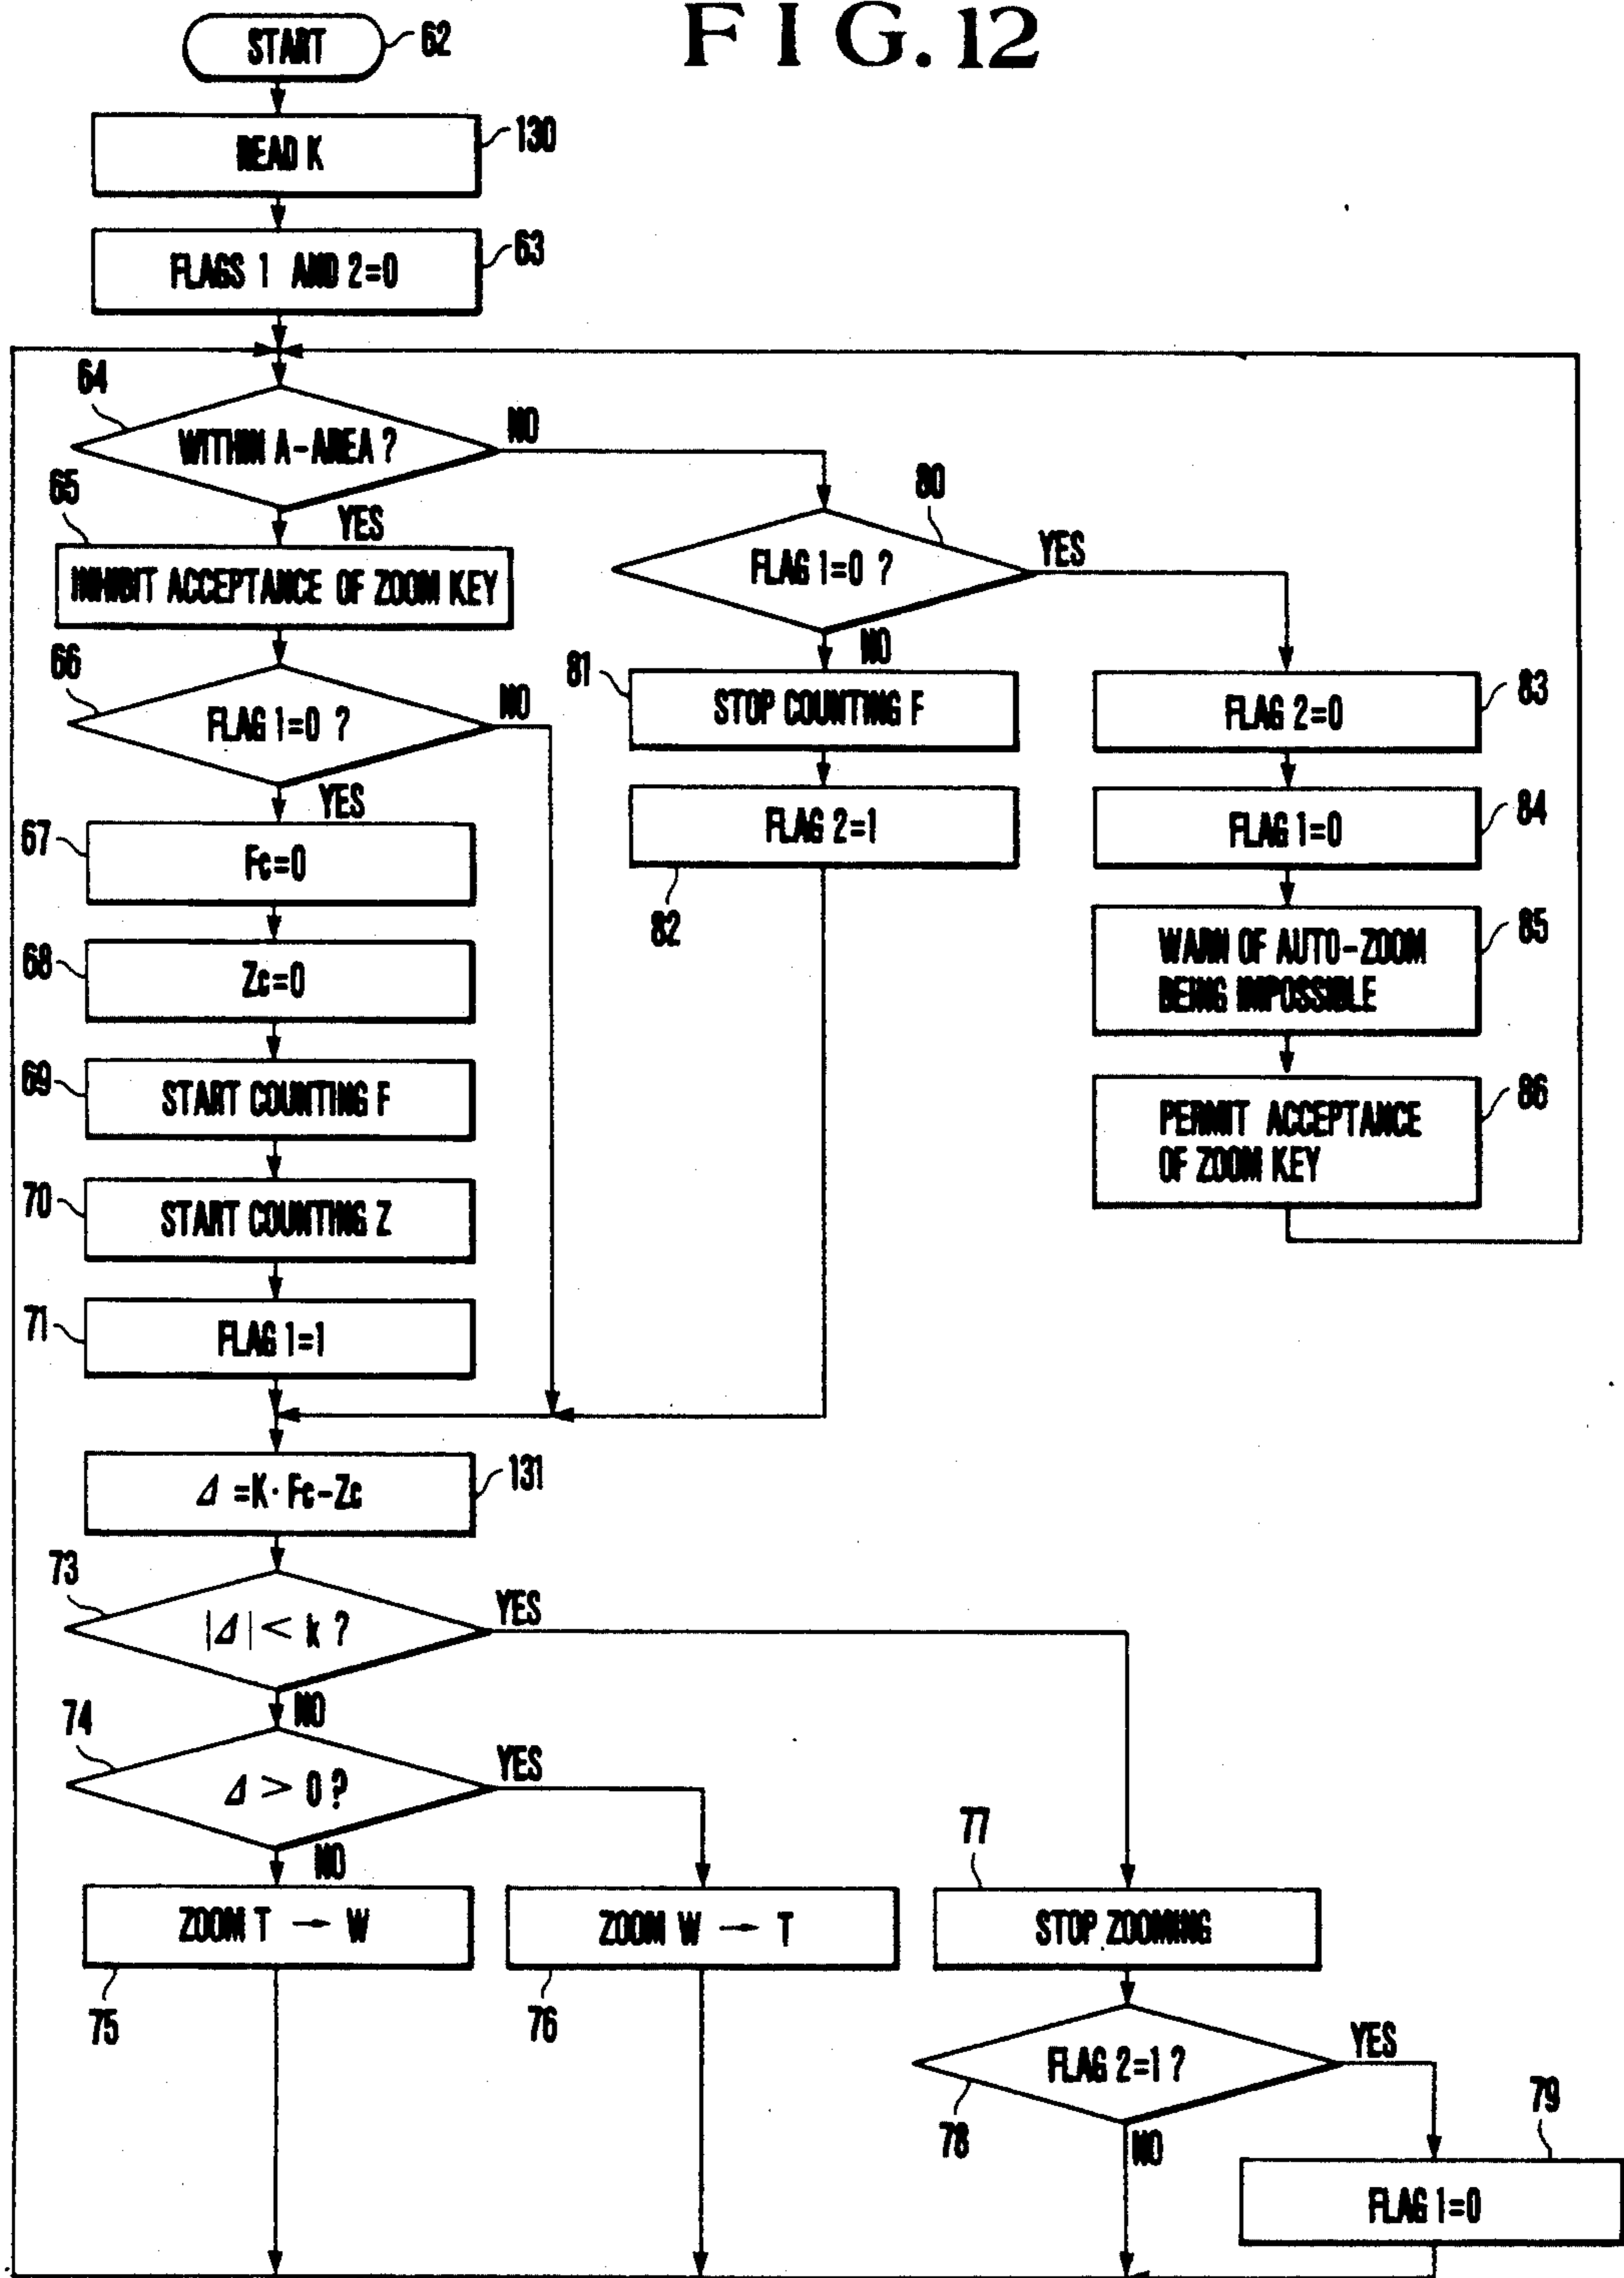 FIG. 12
START
62
READ K
130
FLAGS 1 AND 2=0
63
64
WITHIN A-AREA ?
NO
YES
65
INHIBIT ACCEPTANCE OF ZOOM KEY
80
FLAG 1=0 ?
YES
NO
66
FLAG 1=0 ?
NO
YES
81
STOP COUNTING F
FLAG 2=0
83
67
Fc=0
FLAG 2=1
82
FLAG 1=0
84
68
Zc=0
WARN OF AUTO-ZOOM
BEING IMPOSSIBLE
85
69
START COUNTING F
PERMIT ACCEPTANCE
OF ZOOM KEY
86
70
START COUNTING Z
71
FLAG 1=1
Δ =K· Fc-Zc
131
73
|Δ| < k ?
YES
NO
74
Δ > 0 ?
YES
NO
ZOOM T → W
75
ZOOM W → T
76
77
STOP ZOOMING
FLAG 2=1 ?
78
YES
NO
79
FLAG 1=0